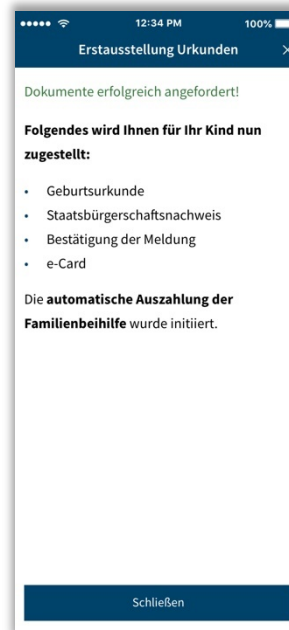 12:34 PM 100%
Erstausstellung Urkunden ×
Dokumente erfolgreich angefordert!
Folgendes wird Ihnen für Ihr Kind nun
zugestellt:
• Geburtsurkunde
• Staatsbürgerschaftsnachweis
• Bestätigung der Meldung
• e-Card
Die automatische Auszahlung der
Familienbeihilfe wurde initiiert.
Schließen